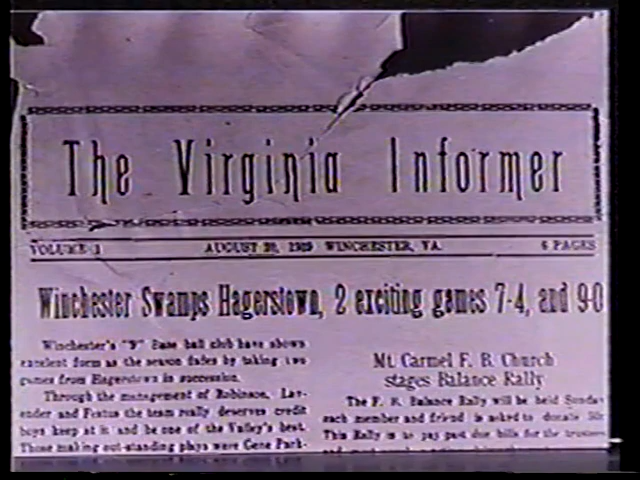 The Virginia Informer
VOLUME 1 AUGUST 1939 WINCHESTER, VA. 6 PAGES
Winchester Swamps Hagerstown, 2 exciting games 7-4, and 9-0
Winchester's "9" Base ball club have shown
excelent form as the season fades by taking two
games from Hagerstown in succession.
Through the management of Robinson, Lav-
ender and Festus the team really deserves credit
boys keep at it and be one of the Valley's best.
Those making out-standing plays were Gene Park-
Mt. Carmel F. B. Church
stages Balance Rally
The F. B. Balance Rally will be held Sunday
each member and friend is asked to donate
This Rally is to pay past due bills for the trustees